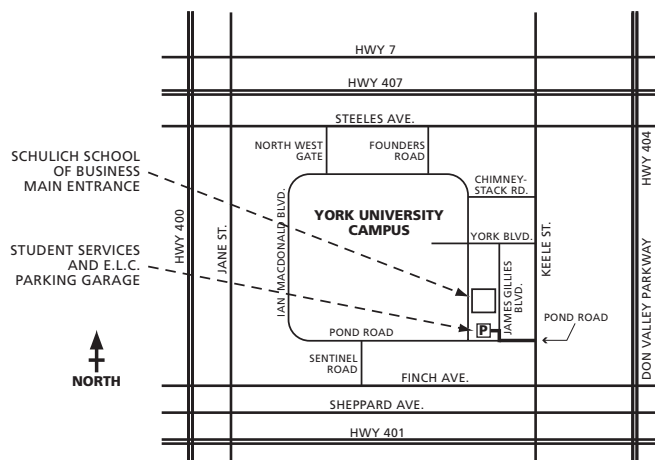 HWY 7
HWY 407
STEELES AVE.
NORTH WEST
GATE
FOUNDERS
ROAD
SCHULICH SCHOOL
OF BUSINESS
MAIN ENTRANCE
CHIMNEY-
STACK RD.
HWY 404
IAN MACDONALD BLVD.
YORK UNIVERSITY
CAMPUS
HWY 400
JANE ST.
YORK BLVD.
KEELE ST.
STUDENT SERVICES
AND E.L.C.
PARKING GARAGE
JAMES GILLIES
BLVD.
DON VALLEY PARKWAY
P
POND ROAD
POND ROAD
NORTH
SENTINEL
ROAD
FINCH AVE.
SHEPPARD AVE.
HWY 401